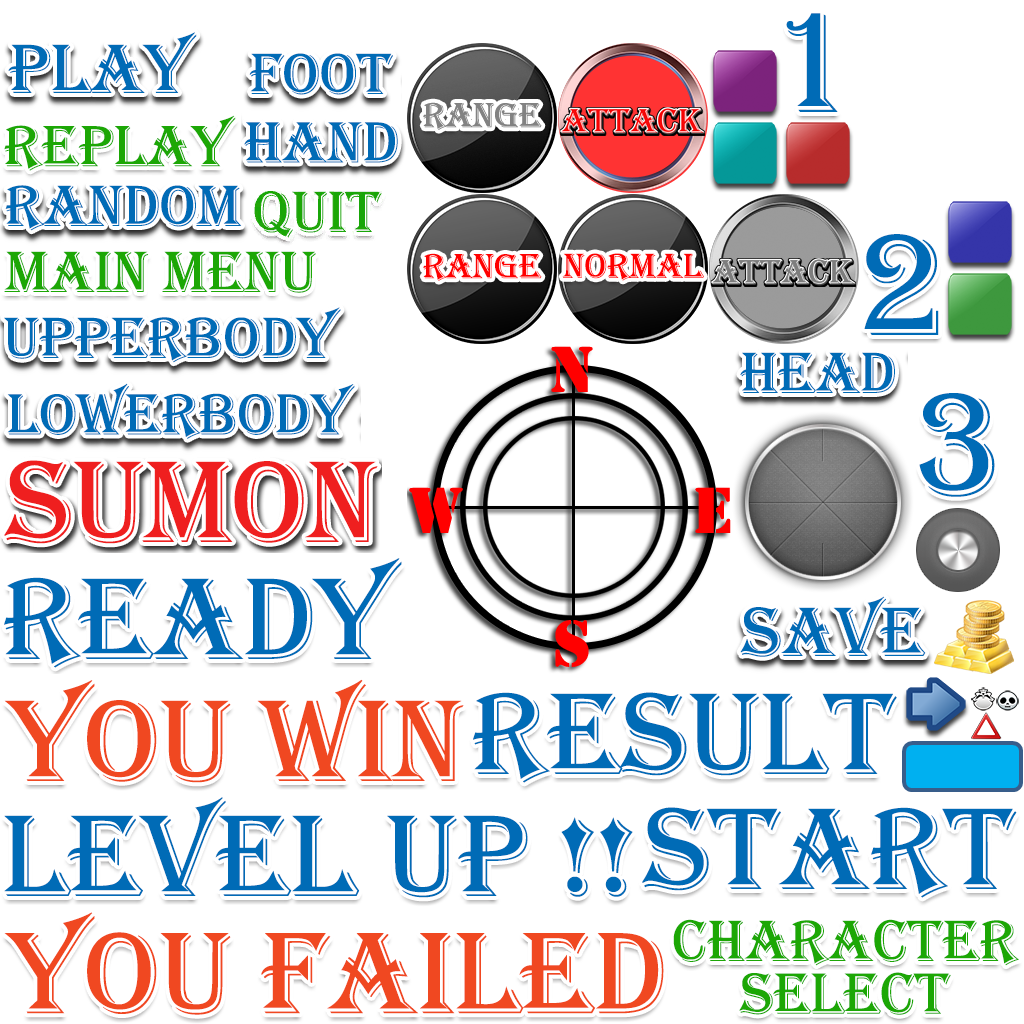 PLAY
FOOT
1
RANGE
ATTACK
REPLAY
HAND
RANDOM
QUIT
MAIN MENU
RANGE
NORMAL
ATTACK
2
UPPERBODY
N
HEAD
LOWERBODY
3
SUMON
W
E
READY
S
SAVE
YOU WIN
RESULT
LEVEL UP !!
START
YOU FAILED
CHARACTER
SELECT